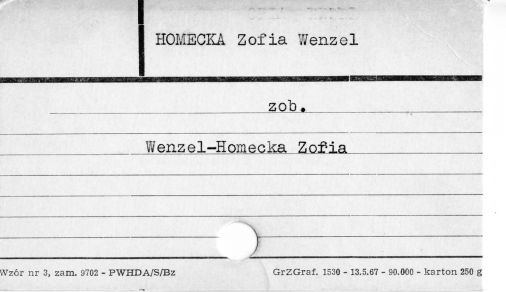 HOMECKA Zofia Wenzel
zob.
Wenzel-Homecka Zofia
Wzór nr 3, zam. 9702 - PWHDA/S/Bz GrZGraf. 1530 - 13.5.67 - 90.000 - karton 250 g